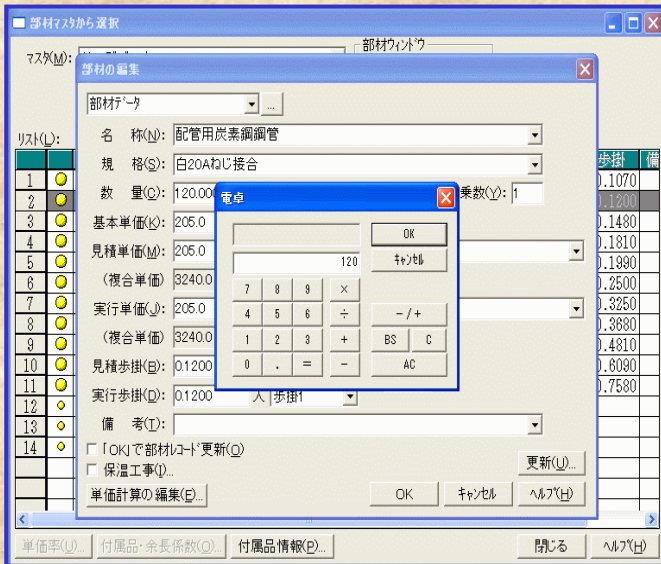 部材マスタから選択
マスタ(M):
部材ウィンドウ
部材の編集
部材データ
...
リスト(L):
名 称(N): 配管用炭素鋼鋼管
規 格(S): 白20Aねじ接合
歩掛 備
数 量(C): 120.000
乗数(Y): 1
電卓
OK
キャンセル
120
7 8 9 ×
4 5 6 ÷ - / +
1 2 3 + BS C
0 . = - AC
基本単価(K): 205.0
見積単価(M): 205.0
(複合単価) 3240.0
実行単価(J): 205.0
(複合単価) 3240.0
見積歩掛(B): 0.1200
実行歩掛(D): 0.1200 人 歩掛1
備 考(T):
「OK」で部材レコード更新(O)
保温工事(I)...
更新(U)...
単価計算の編集(E)...
OK キャンセル ヘルプ(H)
1 0.1070
2 0.1200
3 0.1480
4 0.1810
5 0.1990
6 0.2500
7 0.3250
8 0.3680
9 0.4810
10 0.6090
11 0.7580
12
13
14
単価率(U)... 付属品・余長係数(O)... 付属品情報(P)... 閉じる ヘルプ(H)